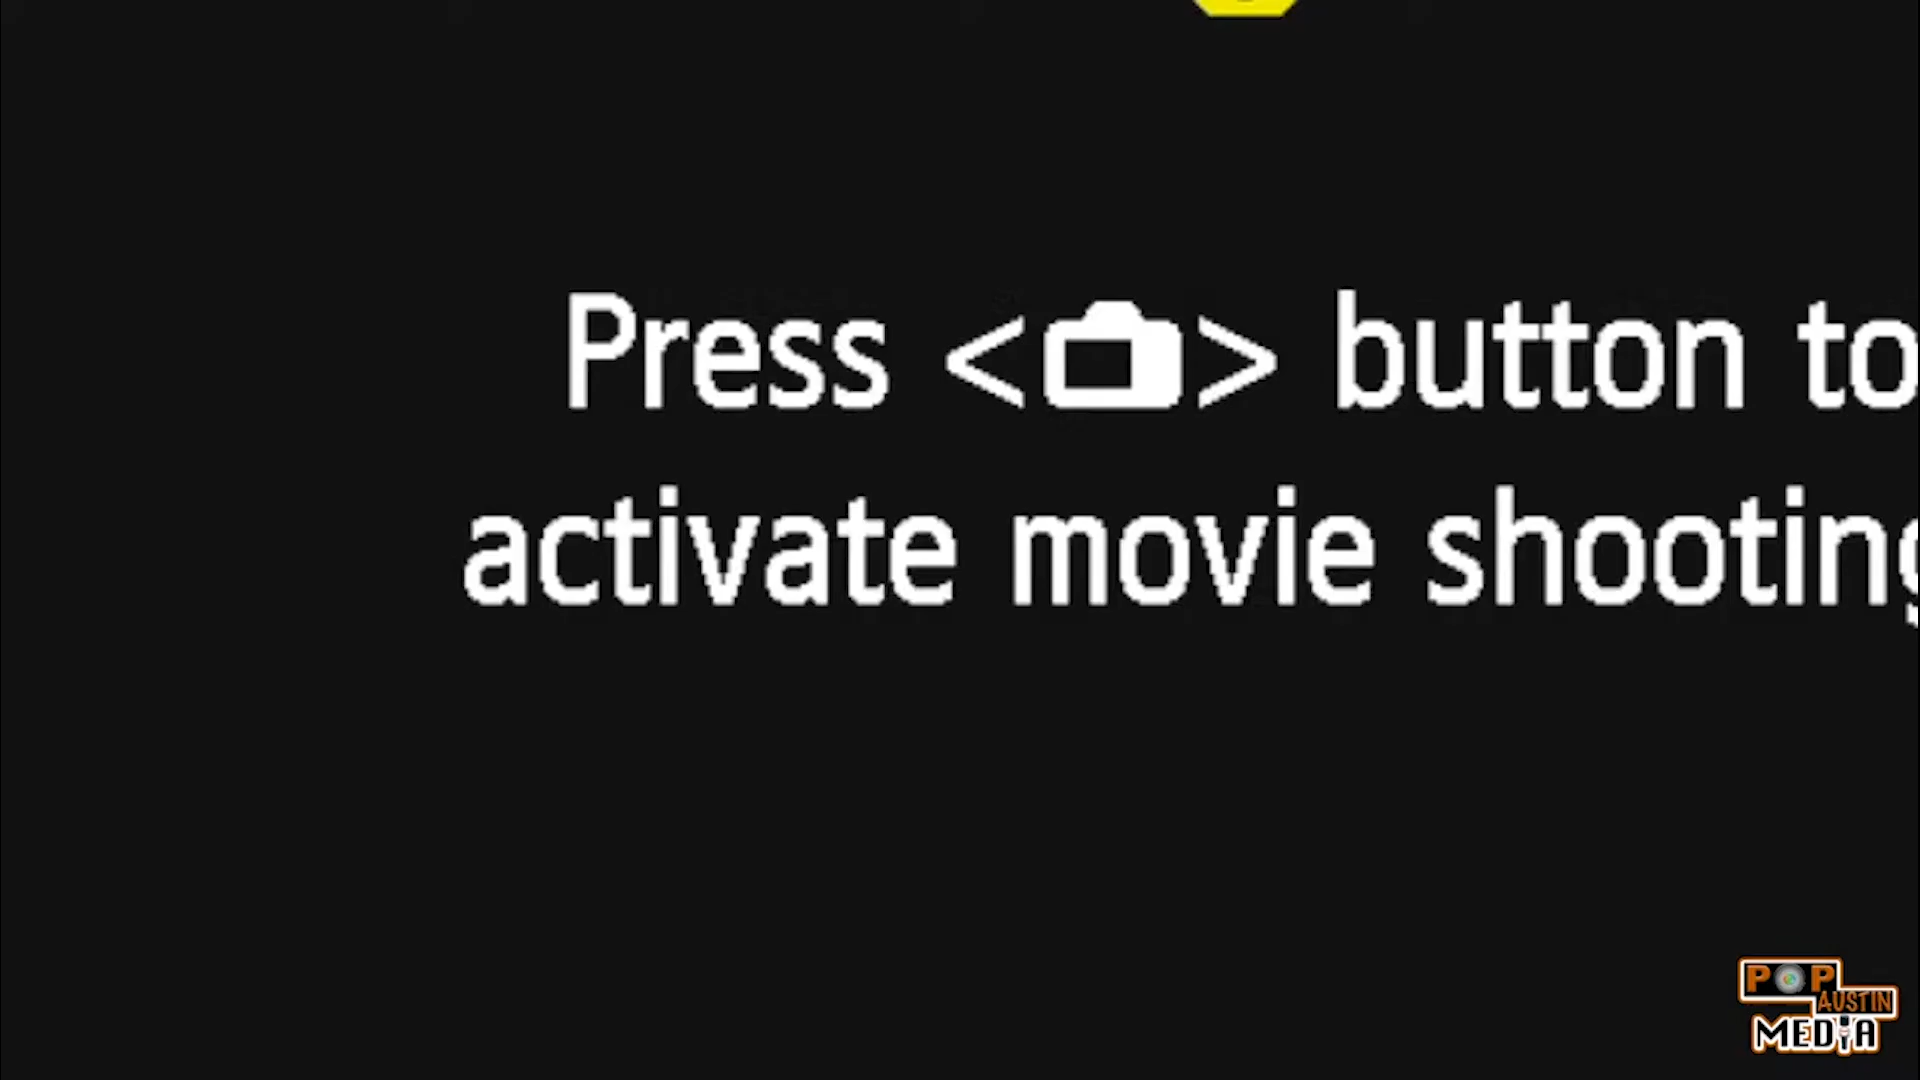 Press <📷> button to
activate movie shooting
POP
AUSTIN
MEDIA